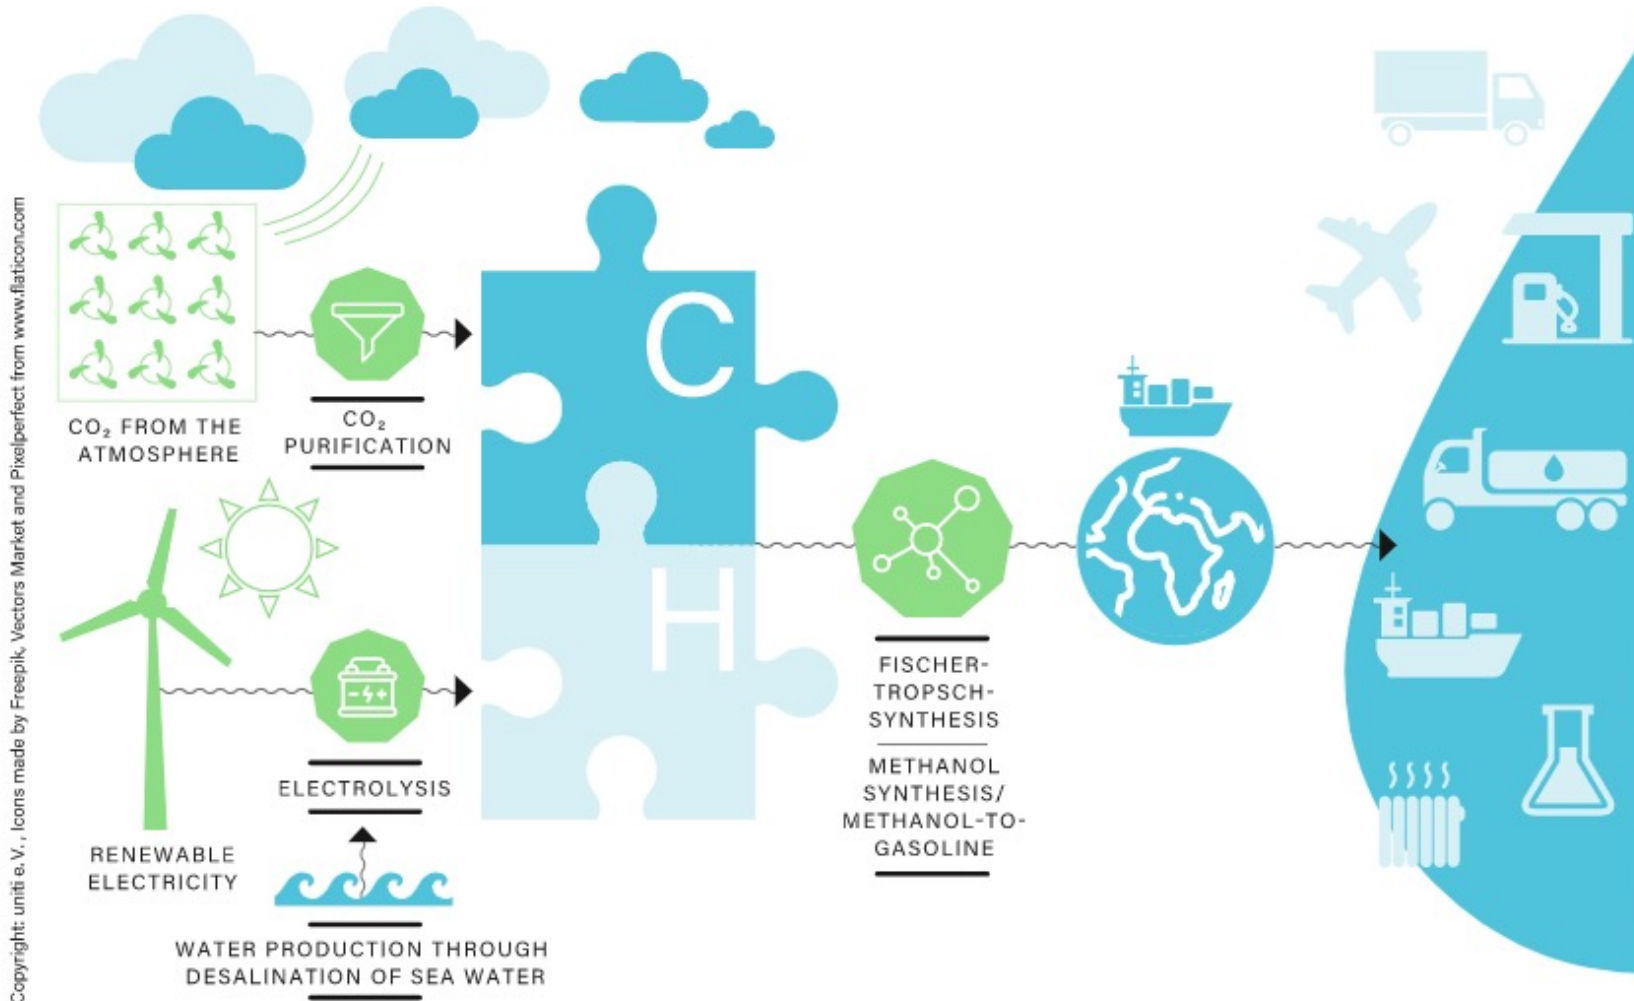 Copyright: uniti e.V., Icons made by Freepik, Vectors Market and Pixelperfect from www.flaticon.com
CO₂ FROM THE
ATMOSPHERE
CO₂
PURIFICATION
C
H
RENEWABLE
ELECTRICITY
ELECTROLYSIS
WATER PRODUCTION THROUGH
DESALINATION OF SEA WATER
FISCHER-
TROPSCH-
SYNTHESIS
METHANOL
SYNTHESIS/
METHANOL-TO-
GASOLINE